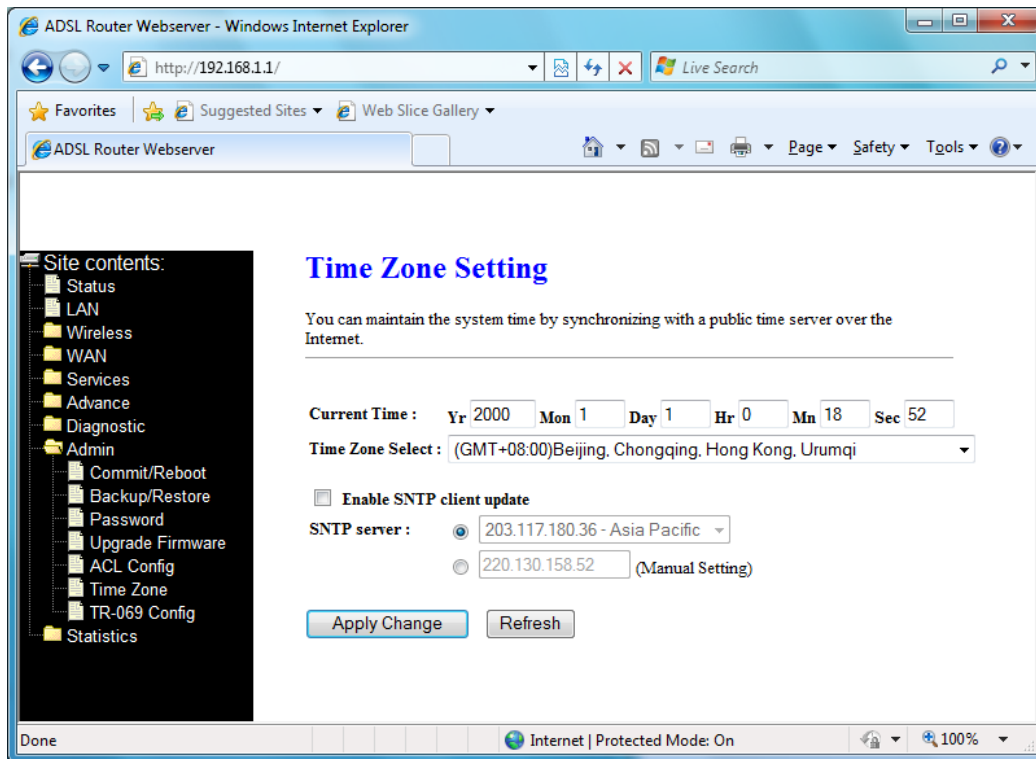 ADSL Router Webserver - Windows Internet Explorer
http://192.168.1.1/
Live Search
Favorites
Suggested Sites
Web Slice Gallery
ADSL Router Webserver
Page
Safety
Tools
Site contents:
Status
LAN
Wireless
WAN
Services
Advance
Diagnostic
Admin
Commit/Reboot
Backup/Restore
Password
Upgrade Firmware
ACL Config
Time Zone
TR-069 Config
Statistics
Time Zone Setting
You can maintain the system time by synchronizing with a public time server over the
Internet.
Current Time : Yr 2000 Mon 1 Day 1 Hr 0 Mn 18 Sec 52
Time Zone Select : (GMT+08:00)Beijing, Chongqing, Hong Kong, Urumqi
Enable SNTP client update
SNTP server : 203.117.180.36 - Asia Pacific
220.130.158.52 (Manual Setting)
Apply Change Refresh
Done
Internet | Protected Mode: On
100%